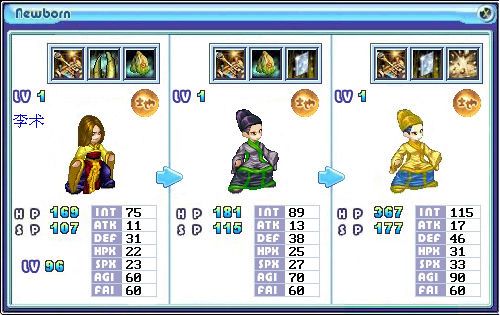 Newborn
LV 1
李术
HP 169
SP 107
LV 96
INT 75
ATK 11
DEF 31
HPX 22
SPX 23
AGI 60
FAI 60
LV 1
HP 181
SP 115
INT 89
ATK 13
DEF 38
HPX 25
SPX 27
AGI 70
FAI 60
LV 1
HP 367
SP 177
INT 115
ATK 17
DEF 46
HPX 31
SPX 33
AGI 90
FAI 60